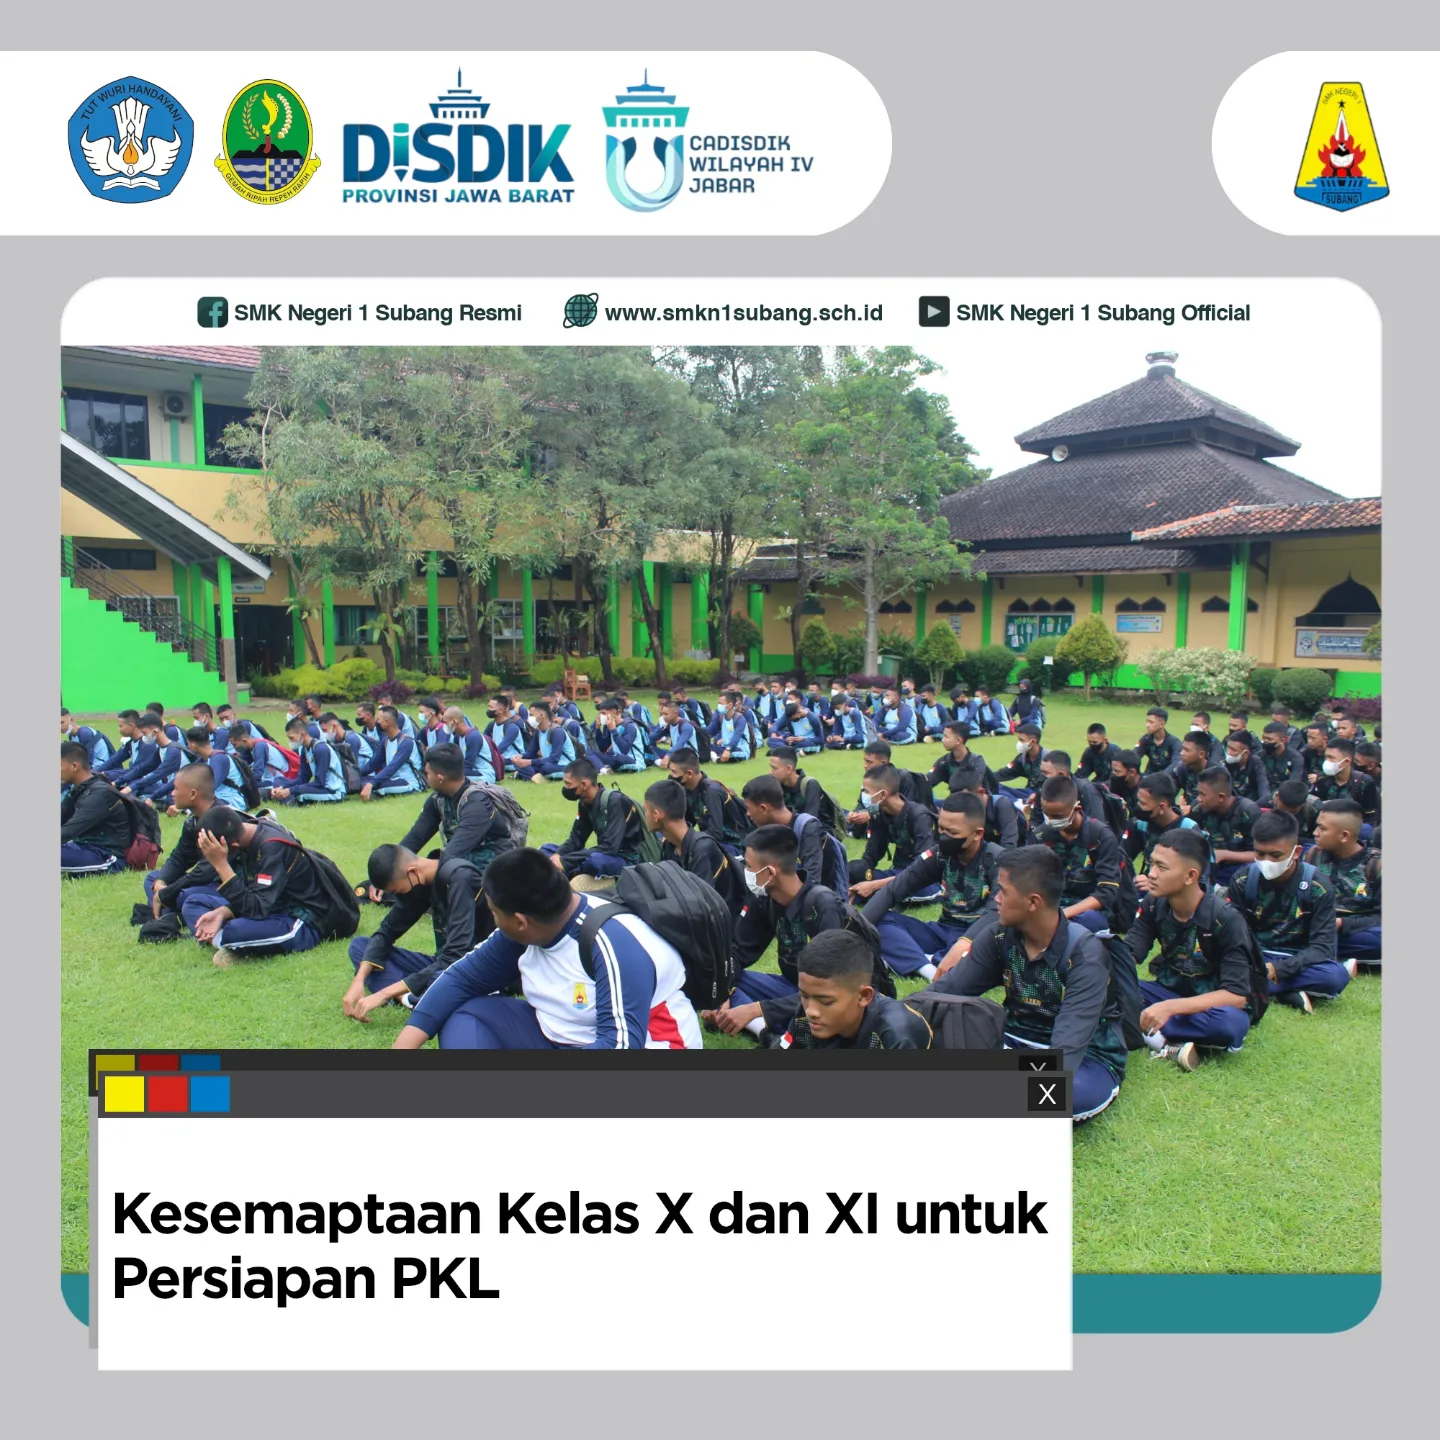 TUT WURI HANDAYANI
GEMAH RIPAH REPEH RAPIH
DiSDIK
PROVINSI JAWA BARAT
CADISDIK
WILAYAH IV
JABAR
SMK NEGERI 1
SUBANG
SMK Negeri 1 Subang Resmi
www.smkn1subang.sch.id
SMK Negeri 1 Subang Official
X
X
Kesemaptaan Kelas X dan XI untuk
Persiapan PKL